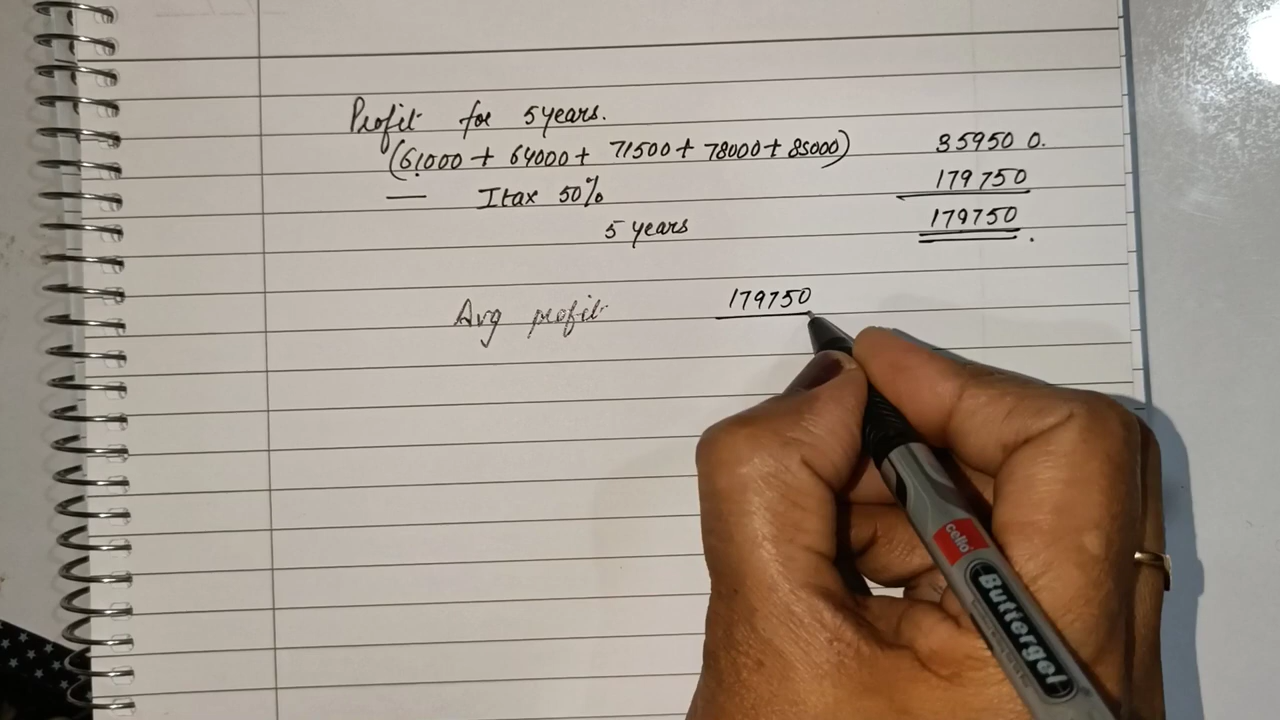 Profit for 5 years.
(61000 + 64000 + 71500 + 78000 + 85000) 359500.
— Itax 50% 179750
5 years 179750.
Avg profit 179750
cello
Buttergel